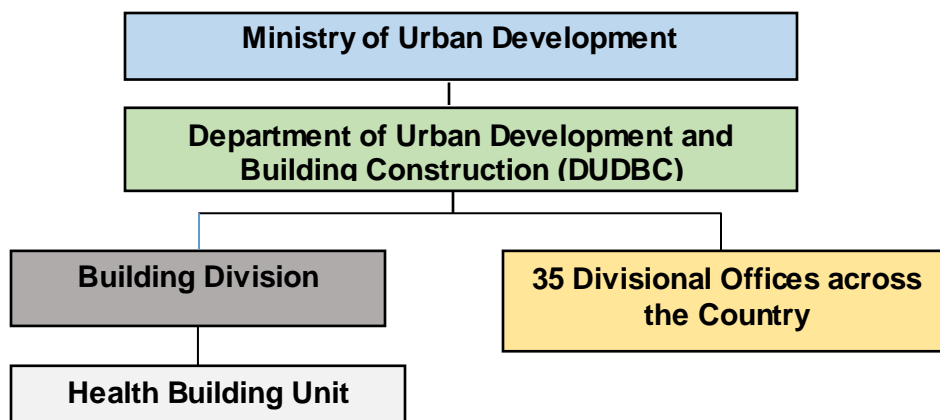 Ministry of Urban Development
Department of Urban Development and
Building Construction (DUDBC)
Building Division
35 Divisional Offices across
the Country
Health Building Unit